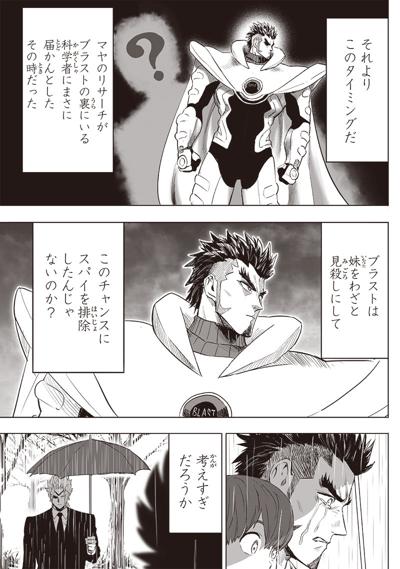 それより
このタイミングだ
マヤのリサーチが
ブラストの裏にいる
科学者にまさに
届かんとした
その時だった
?
ブラストは
妹をわざと
見殺しにして
このチャンスに
スパイを排除
したんじゃ
ないのか?
BLAST
考えすぎ
だろうか